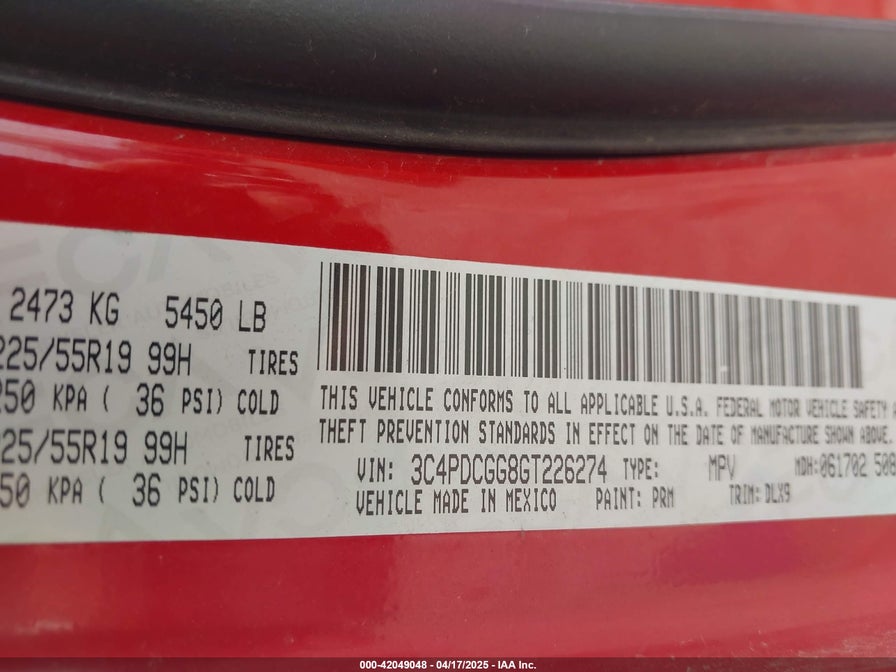 2473 KG 5450 LB
225/55R19 99H TIRES
250 KPA ( 36 PSI) COLD
225/55R19 99H TIRES
250 KPA ( 36 PSI) COLD
THIS VEHICLE CONFORMS TO ALL APPLICABLE U.S.A. FEDERAL MOTOR VEHICLE SAFETY
THEFT PREVENTION STANDARDS IN EFFECT ON THE DATE OF MANUFACTURE SHOWN ABOVE.
VIN: 3C4PDCGG8GT226274 TYPE: MPV MDH:061702 508
VEHICLE MADE IN MEXICO PAINT: PRM TRIM:DLX9
000-42049048 - 04/17/2025 - IAA Inc.